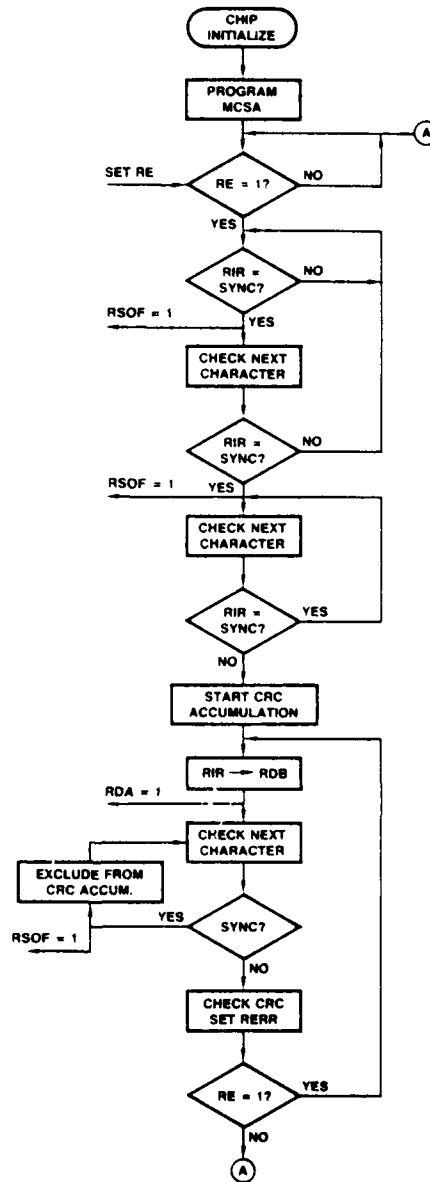 CHIP
INITIALIZE
PROGRAM
MCSA
A
SET RE
RE = 1?
NO
YES
RIR =
SYNC?
NO
RSOF = 1
YES
CHECK NEXT
CHARACTER
RIR =
SYNC?
NO
RSOF = 1
YES
CHECK NEXT
CHARACTER
RIR =
SYNC?
YES
NO
START CRC
ACCUMULATION
RIR → RDB
RDA = 1
CHECK NEXT
CHARACTER
EXCLUDE FROM
CRC ACCUM.
YES
SYNC?
RSOF = 1
NO
CHECK CRC
SET RERR
RE = 1?
YES
NO
A